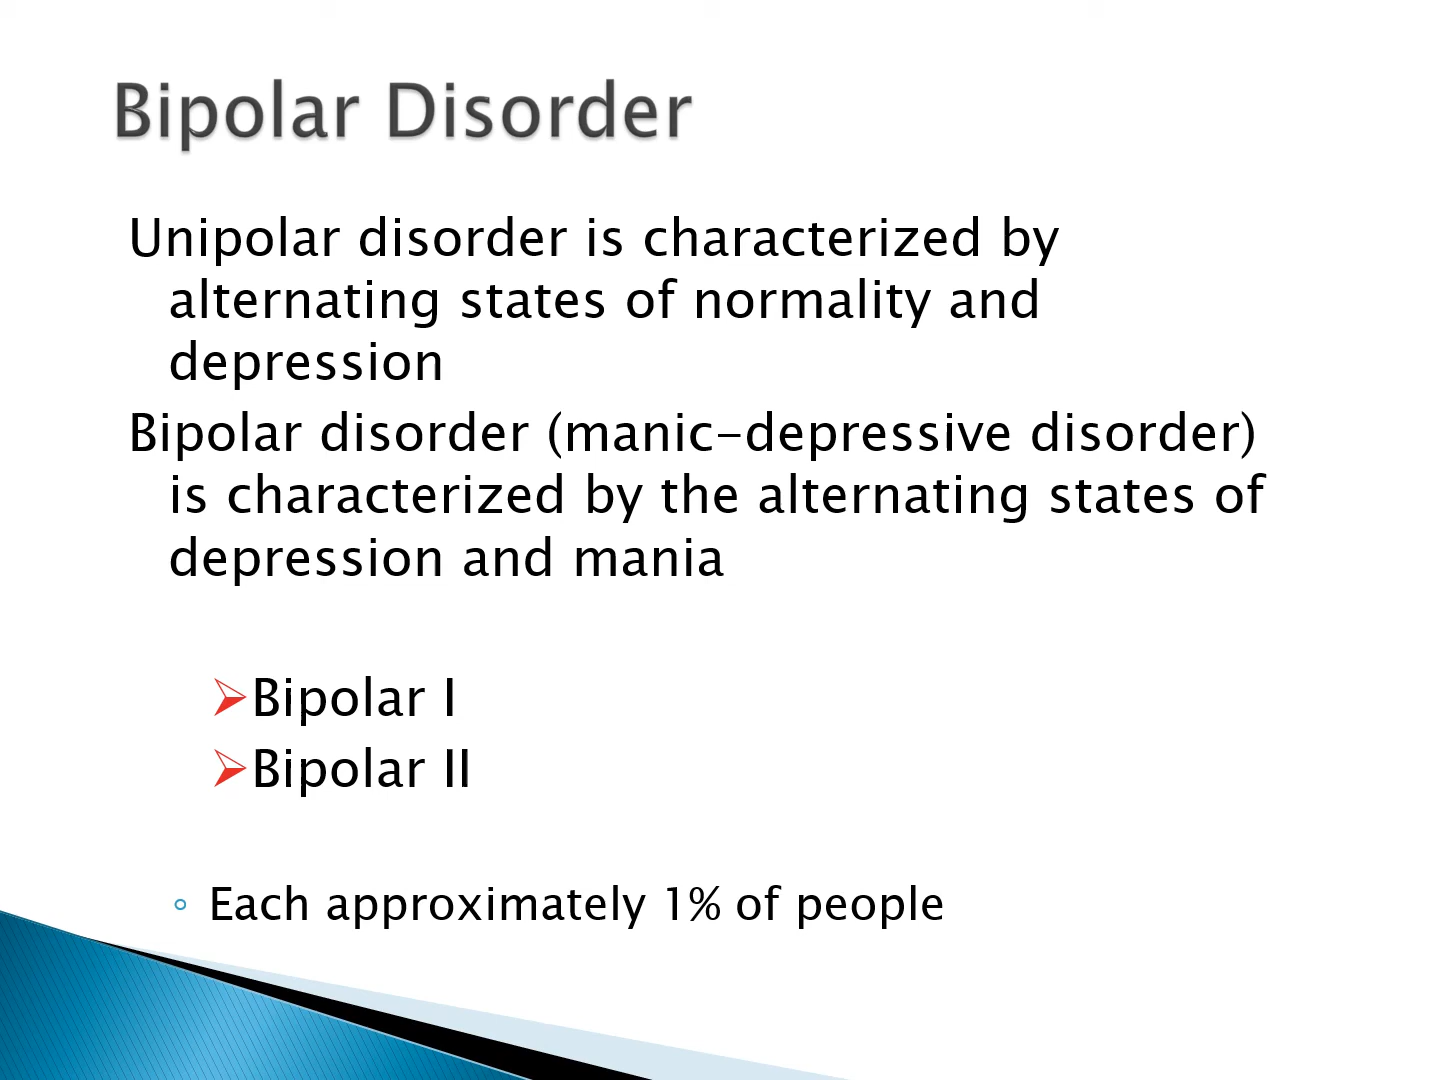 Bipolar Disorder
Unipolar disorder is characterized by
alternating states of normality and
depression
Bipolar disorder (manic-depressive disorder)
is characterized by the alternating states of
depression and mania
Bipolar I
Bipolar II
Each approximately 1% of people